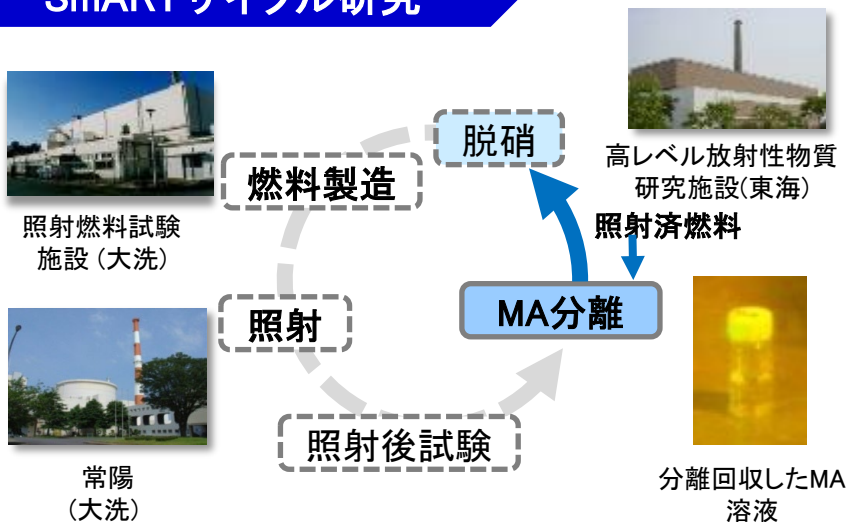 SmARTサイクル研究
脱硝
高レベル放射性物質
研究施設(東海)
燃料製造
照射燃料試験
施設 (大洗)
照射済燃料
照射
MA分離
照射後試験
常陽
(大洗)
分離回収したMA
溶液